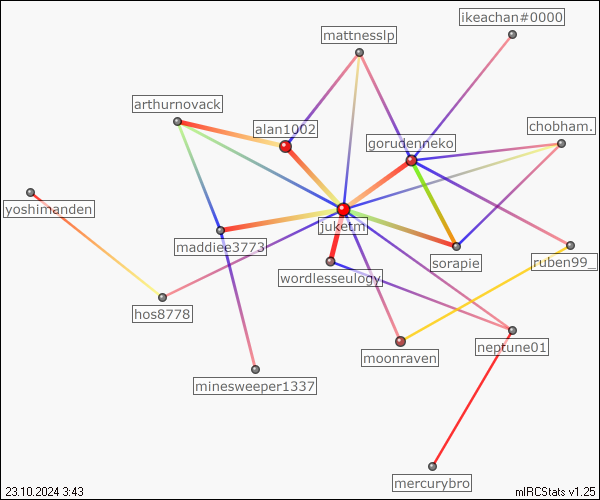 ikeachan#0000
mattnesslp
arthurnovack
alan1002
chobham.
gorudenneko
yoshimanden
juketm
maddiee3773
sorapie
ruben99_
wordlesseulogy
hos8778
neptune01
moonraven
minesweeper1337
mercurybro
23.10.2024 3:43
mIRCStats v1.25